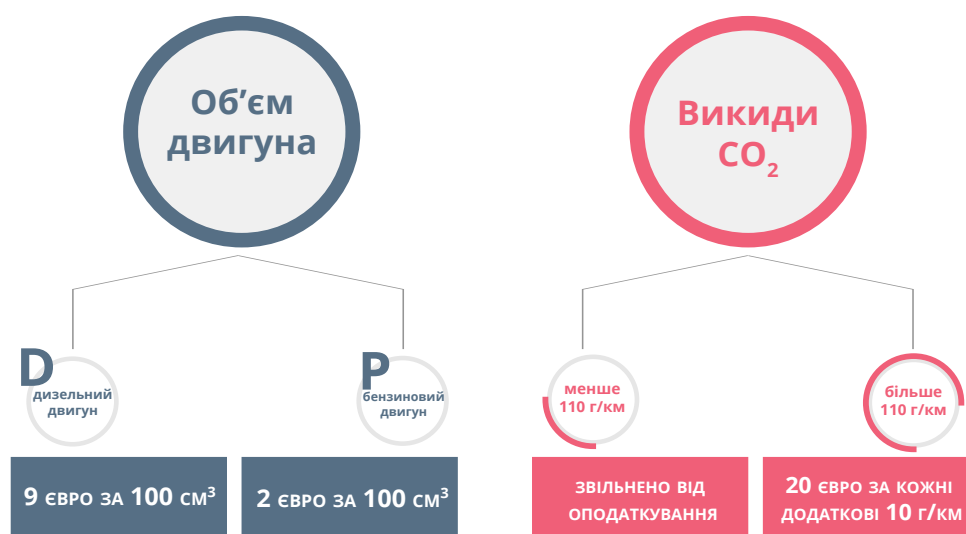 Об’єм
двигуна
Викиди
CO₂
D
дизельний
двигун
P
бензиновий
двигун
менше
110 г/км
більше
110 г/км
9 ЄВРО ЗА 100 СМ³
2 ЄВРО ЗА 100 СМ³
ЗВІЛЬНЕНО ВІД
ОПОДАТКУВАННЯ
20 ЄВРО ЗА КОЖНІ
ДОДАТКОВІ 10 Г/КМ